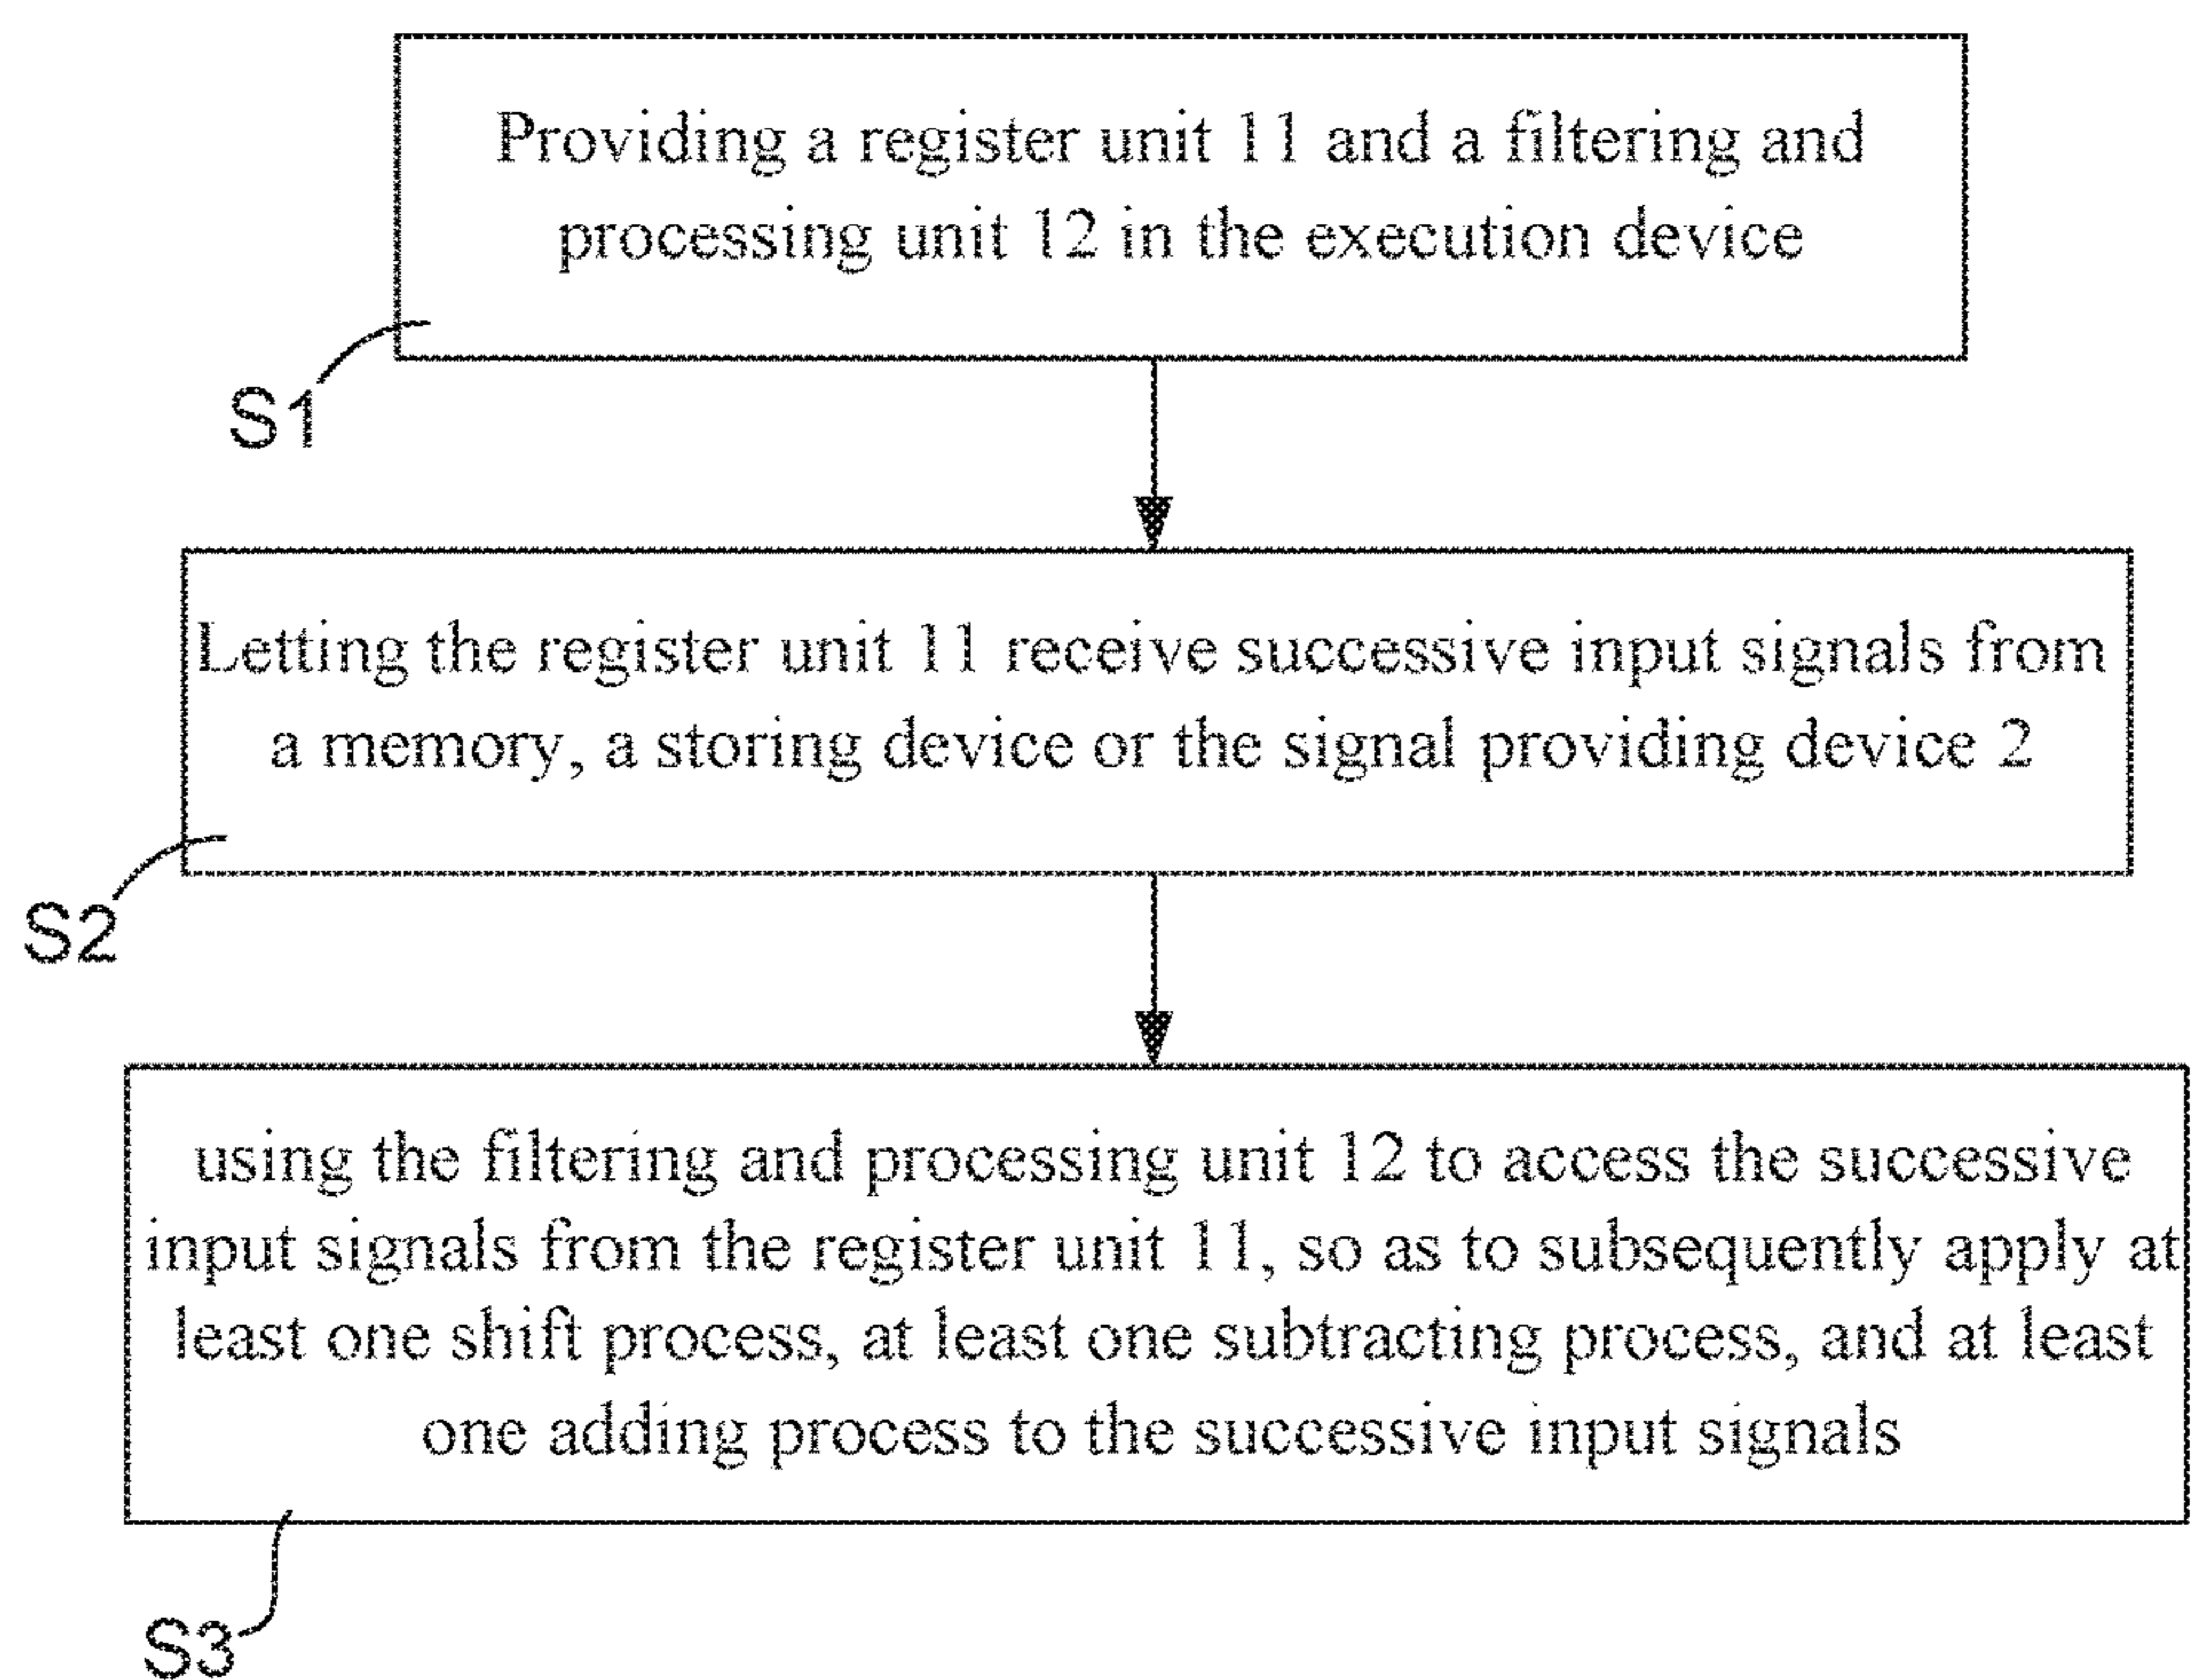 Providing a register unit 11 and a filtering and
processing unit 12 in the execution device
S1
Letting the register unit 11 receive successive input signals from
a memory, a storing device or the signal providing device 2
S2
using the filtering and processing unit 12 to access the successive
input signals from the register unit 11, so as to subsequently apply at
least one shift process, at least one subtracting process, and at least
one adding process to the successive input signals
S3